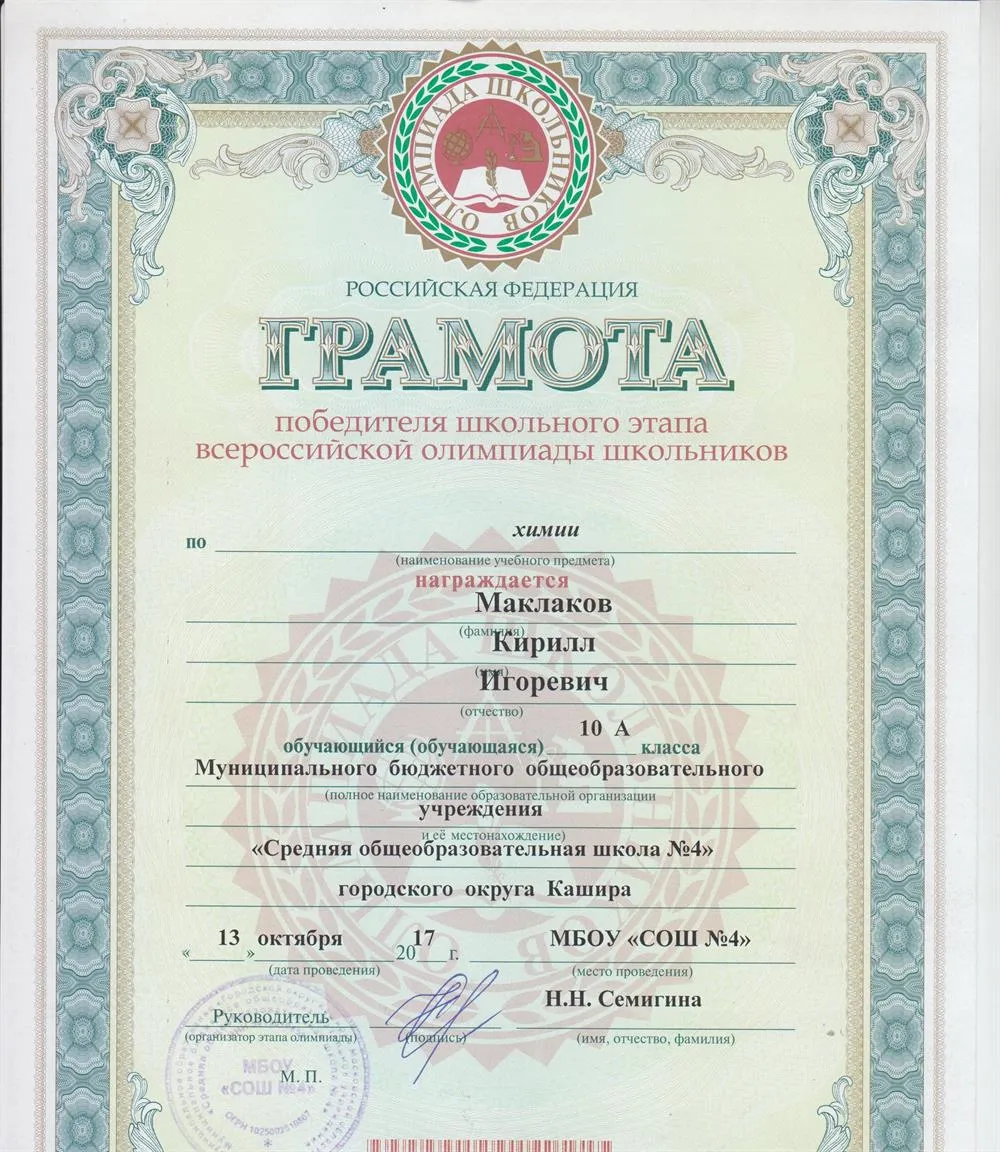 ОЛИМПИАДА ШКОЛЬНИКОВ
РОССИЙСКАЯ ФЕДЕРАЦИЯ
ГРАМОТА
победителя школьного этапа
всероссийской олимпиады школьников
по химии
(наименование учебного предмета)
награждается
Маклаков
(фамилия)
Кирилл
(имя)
Игоревич
(отчество)
обучающийся (обучающаяся) 10 А класса
Муниципального бюджетного общеобразовательного
(полное наименование образовательной организации
учреждения
и её местонахождение)
«Средняя общеобразовательная школа №4»
городского округа Кашира
«13» октября 2017 г. МБОУ «СОШ №4»
(дата проведения) (место проведения)
Н.Н. Семигина
Руководитель
(организатор этапа олимпиады) (подпись) (имя, отчество, фамилия)
М. П.
МБОУ
«СОШ №4»